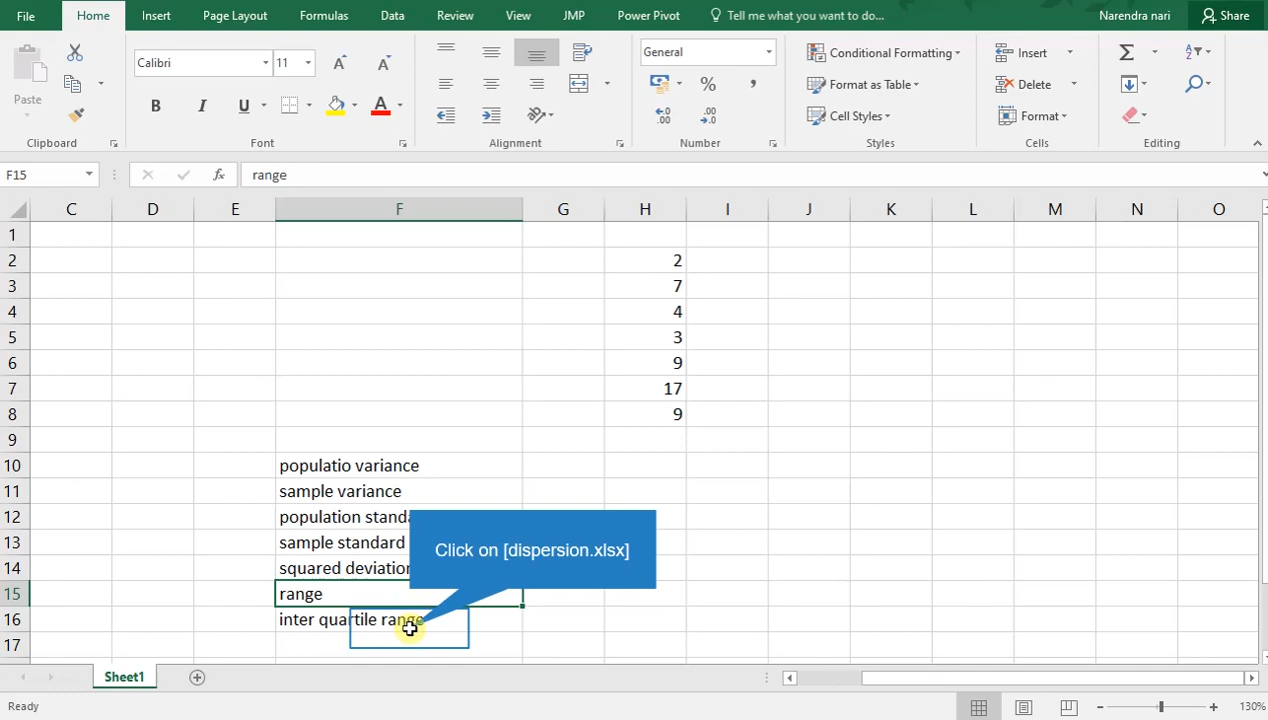 File Home Insert Page Layout Formulas Data Review View JMP Power Pivot Tell me what you want to do... Narendra nari Share
Calibri 11 General Conditional Formatting Insert
Paste % , Format as Table Delete
B I U A Cell Styles Format
Clipboard Font Alignment Number Styles Cells Editing
F15 fx range
C D E F G H I J K L M N O
1
2 2
3 7
4 4
5 3
6 9
7 17
8 9
9
10 populatio variance
11 sample variance
12 population standa
13 sample standard
14 squared deviation
Click on [dispersion.xlsx]
15 range
16 inter quartile range
17
Sheet1
Ready 130%